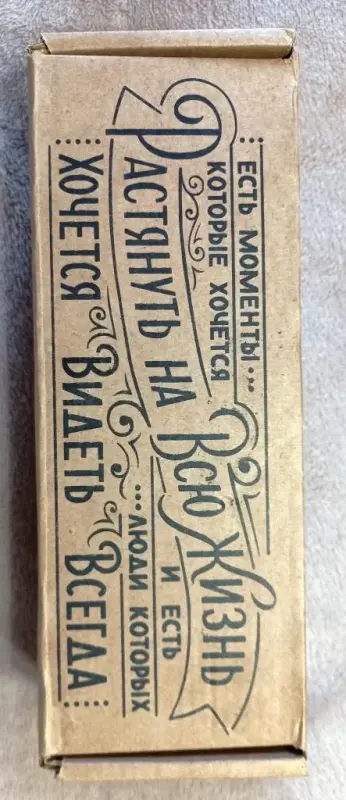 ЕСТЬ МОМЕНТЫ...
КОТОРЫЕ ХОЧЕТСЯ
РАСТЯНУТЬ НА ВСЮ ЖИЗНЬ
И ЕСТЬ
...ЛЮДИ КОТОРЫХ
ХОЧЕТСЯ ВИДЕТЬ ВСЕГДА